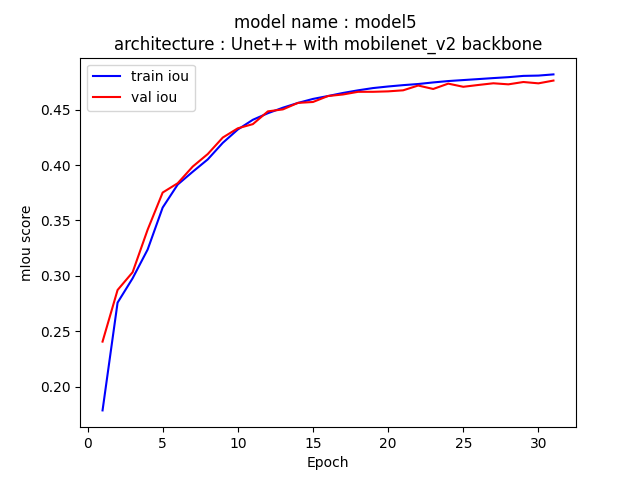 model name : model5
architecture : Unet++ with mobilenet_v2 backbone
train iou
val iou
mIou score
0.45
0.40
0.35
0.30
0.25
0.20
0
5
10
15
20
25
30
Epoch